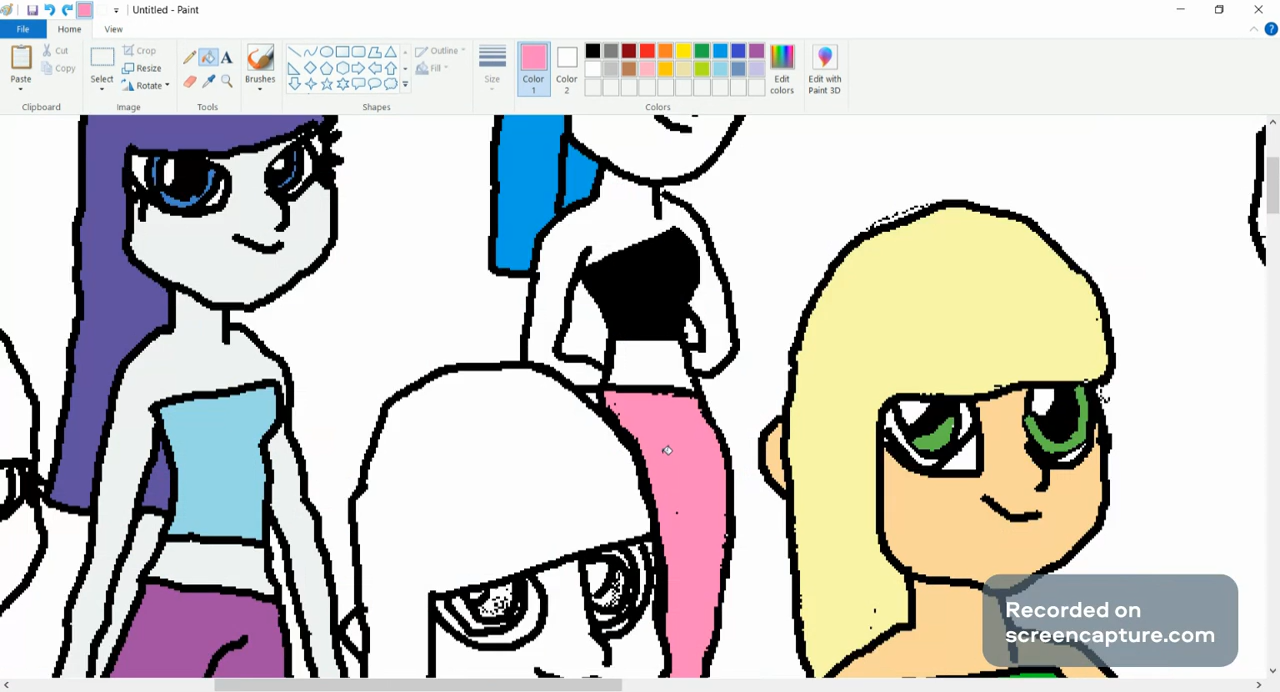 Untitled - Paint
File Home View
Paste
Cut
Copy
Clipboard
Select
Crop
Resize
Rotate
Image
A
Tools
Brushes
Outline
Fill
Shapes
Size
Color 1
Color 2
Colors
Edit colors
Edit with Paint 3D
Recorded on
screencapture.com